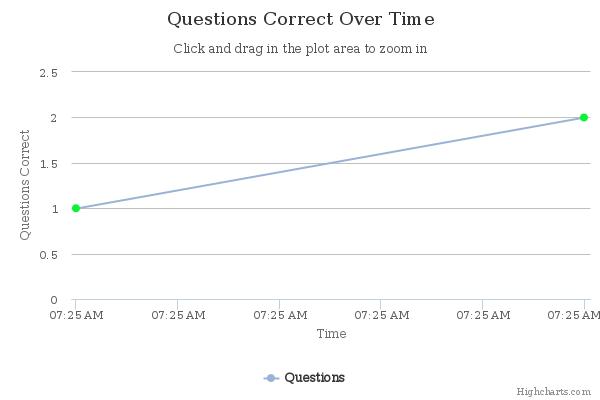 Questions Correct Over Time
Click and drag in the plot area to zoom in
Questions Correct
2.5
2
1.5
1
0.5
0
07:25 AM 07:25 AM 07:25 AM 07:25 AM 07:25 AM 07:25 AM
Time
Questions
Highcharts.com